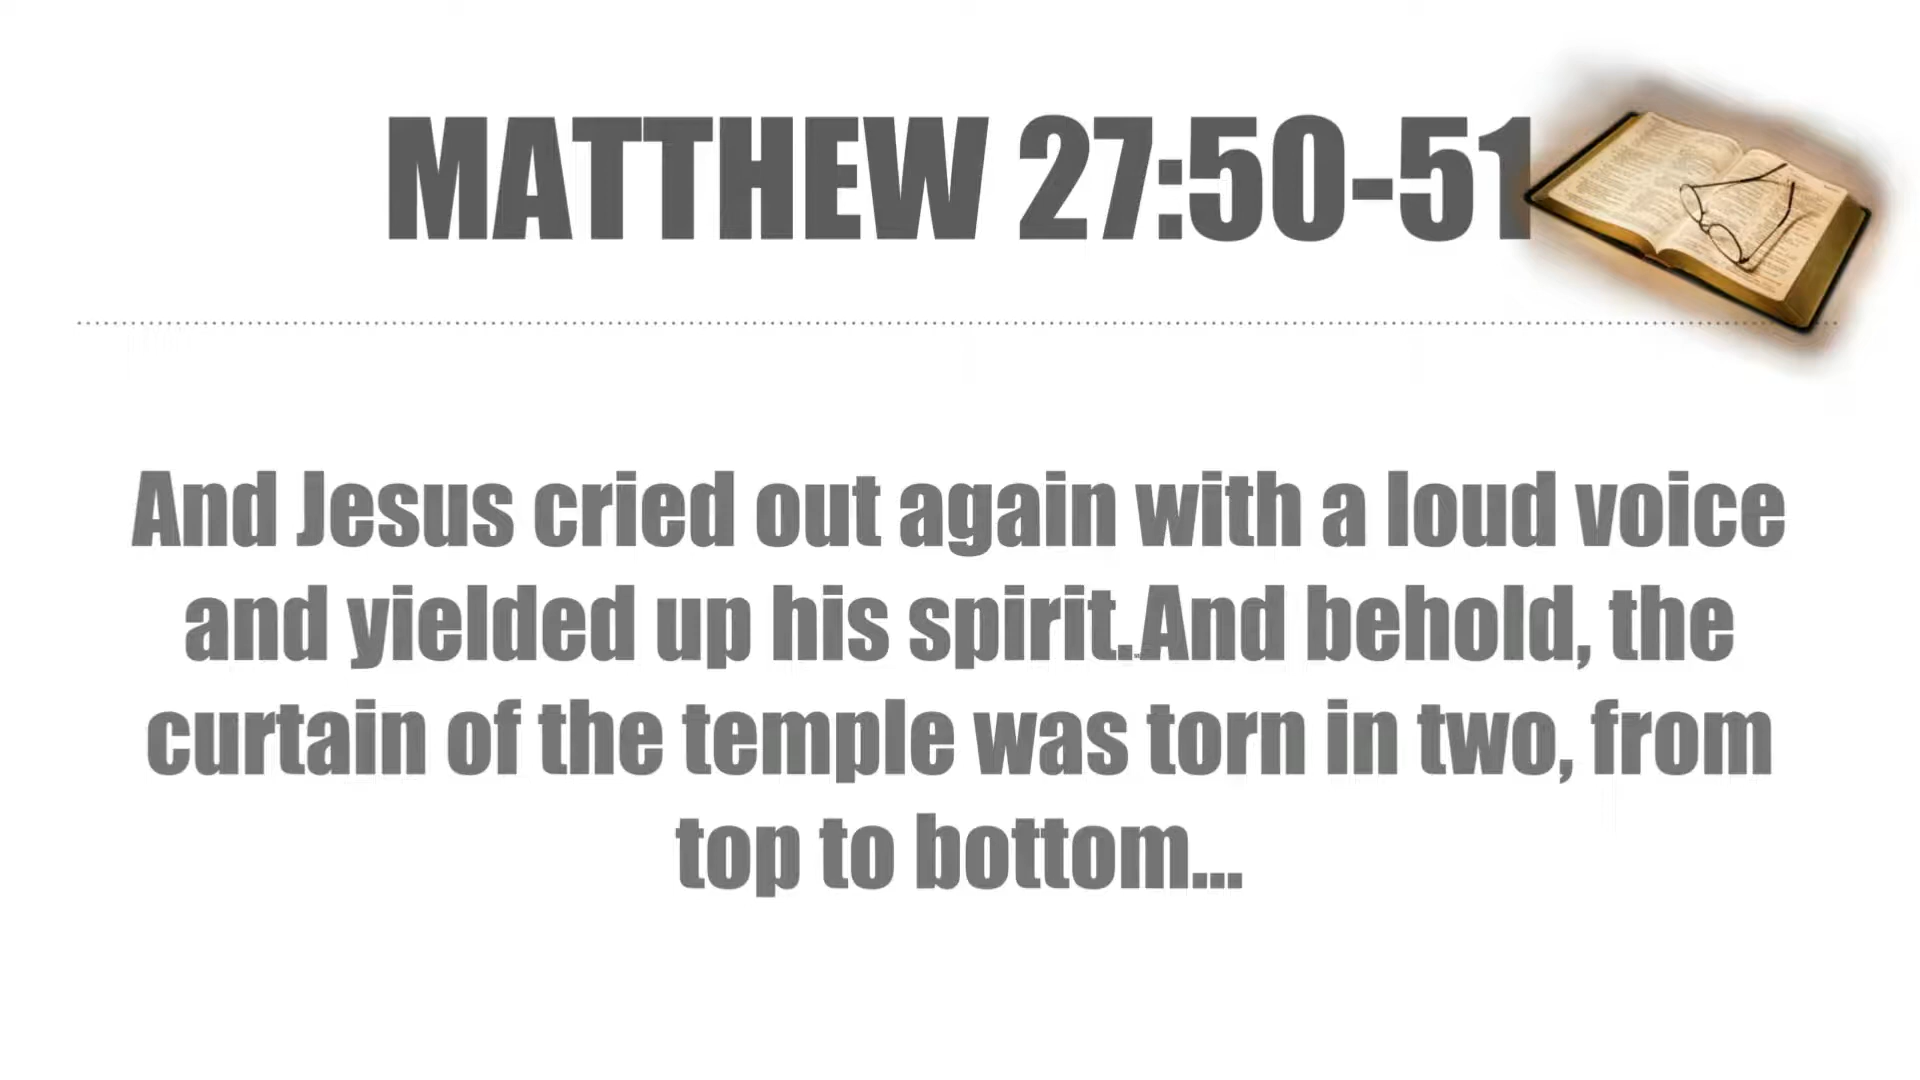 MATTHEW 27:50-51
And Jesus cried out again with a loud voice
and yielded up his spirit. And behold, the
curtain of the temple was torn in two, from
top to bottom...